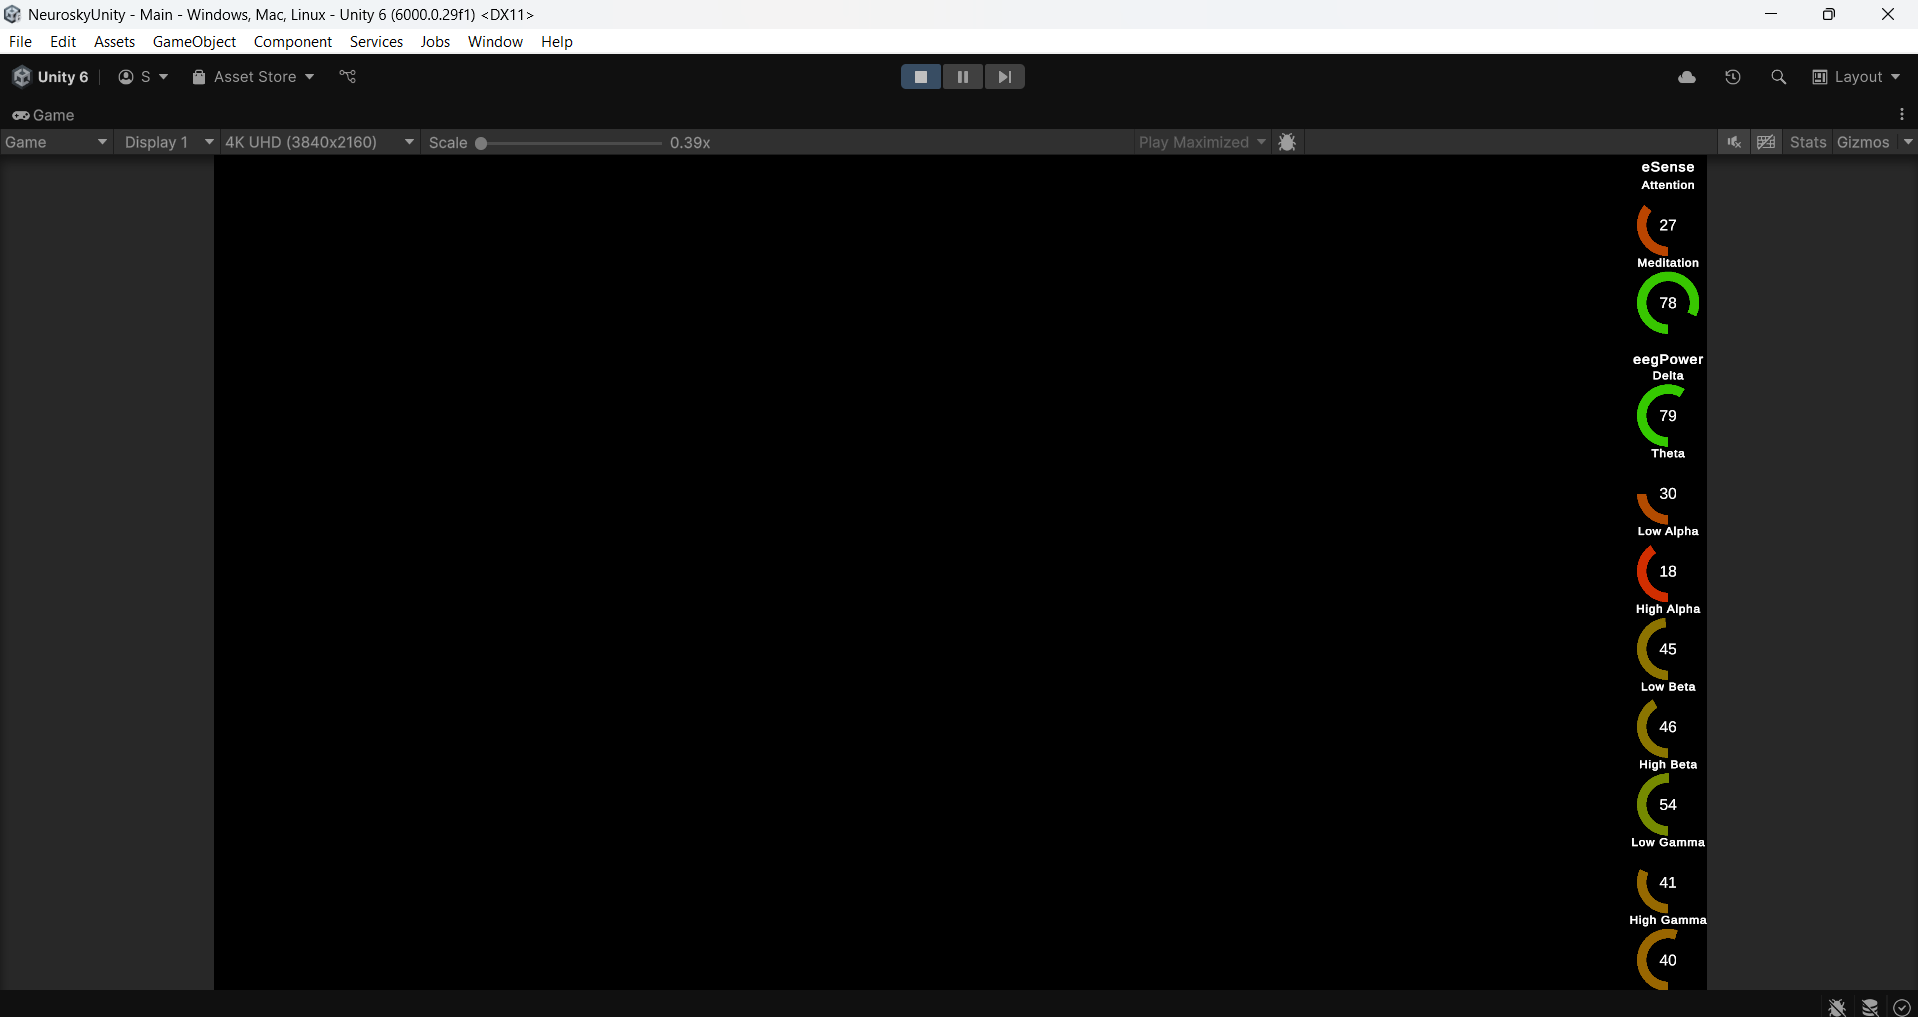 NeuroskyUnity - Main - Windows, Mac, Linux - Unity 6 (6000.0.29f1) <DX11>
File Edit Assets GameObject Component Services Jobs Window Help
Unity 6 S Asset Store Layout
Game
Game Display 1 4K UHD (3840x2160) Scale 0.39x Play Maximized Stats Gizmos
eSense
Attention
27
Meditation
78
eegPower
Delta
79
Theta
30
Low Alpha
18
High Alpha
45
Low Beta
46
High Beta
54
Low Gamma
41
High Gamma
40